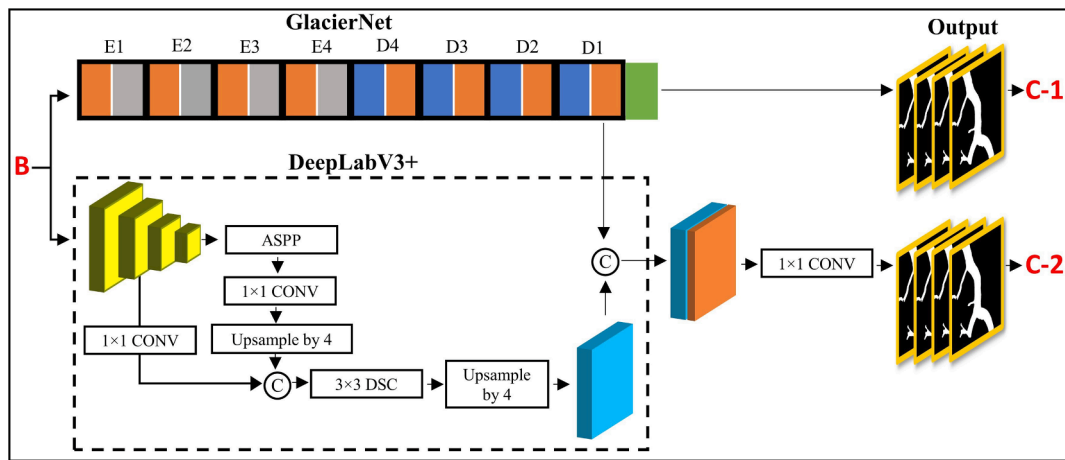 GlacierNet
Output
E1 E2 E3 E4 D4 D3 D2 D1
C-1
B
DeepLabV3+
ASPP
1×1 CONV
1×1 CONV
Upsample by 4
C
3×3 DSC
Upsample
by 4
C
1×1 CONV
C-2